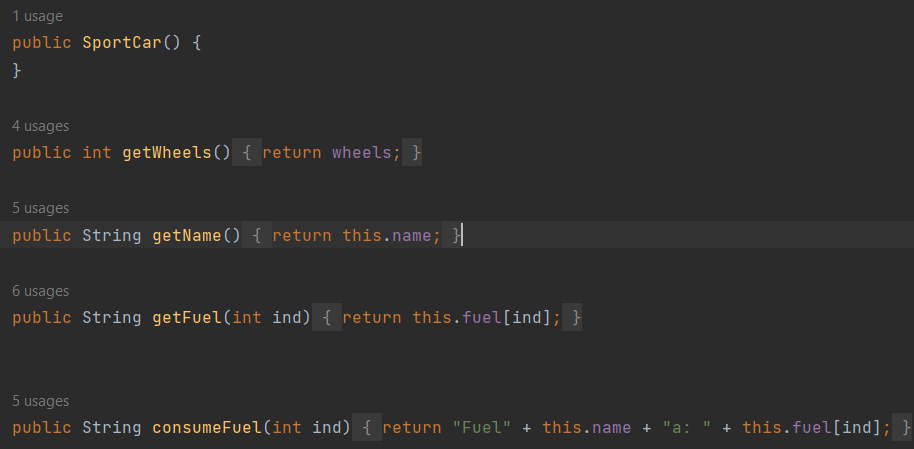 1 usage
public SportCar() {
}
4 usages
public int getWheels() { return wheels; }
5 usages
public String getName() { return this.name; }
6 usages
public String getFuel(int ind) { return this.fuel[ind]; }
5 usages
public String consumeFuel(int ind) { return "Fuel" + this.name + "a: " + this.fuel[ind]; }